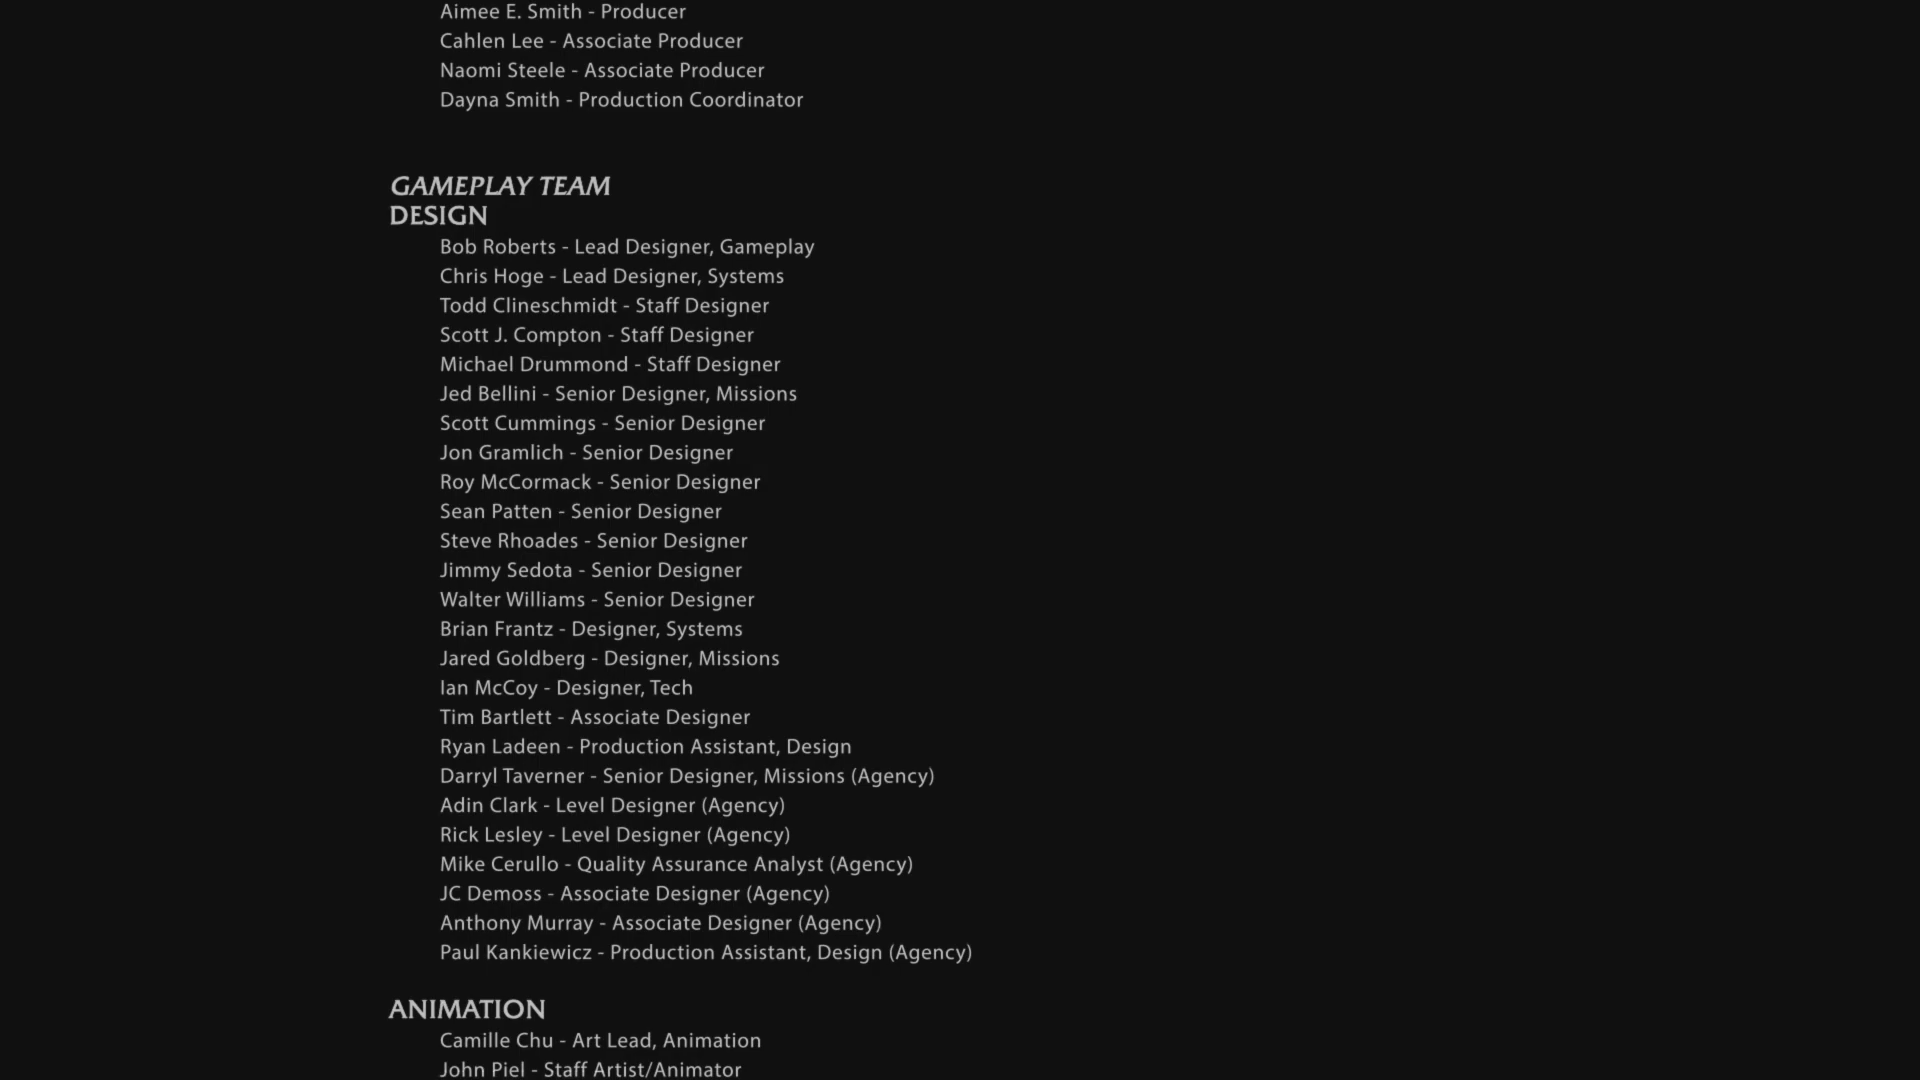 Aimee E. Smith - Producer
Cahlen Lee - Associate Producer
Naomi Steele - Associate Producer
Dayna Smith - Production Coordinator
GAMEPLAY TEAM
DESIGN
Bob Roberts - Lead Designer, Gameplay
Chris Hoge - Lead Designer, Systems
Todd Clineschmidt - Staff Designer
Scott J. Compton - Staff Designer
Michael Drummond - Staff Designer
Jed Bellini - Senior Designer, Missions
Scott Cummings - Senior Designer
Jon Gramlich - Senior Designer
Roy McCormack - Senior Designer
Sean Patten - Senior Designer
Steve Rhoades - Senior Designer
Jimmy Sedota - Senior Designer
Walter Williams - Senior Designer
Brian Frantz - Designer, Systems
Jared Goldberg - Designer, Missions
Ian McCoy - Designer, Tech
Tim Bartlett - Associate Designer
Ryan Ladeen - Production Assistant, Design
Darryl Taverner - Senior Designer, Missions (Agency)
Adin Clark - Level Designer (Agency)
Rick Lesley - Level Designer (Agency)
Mike Cerullo - Quality Assurance Analyst (Agency)
JC Demoss - Associate Designer (Agency)
Anthony Murray - Associate Designer (Agency)
Paul Kankiewicz - Production Assistant, Design (Agency)
ANIMATION
Camille Chu - Art Lead, Animation
John Piel - Staff Artist/Animator